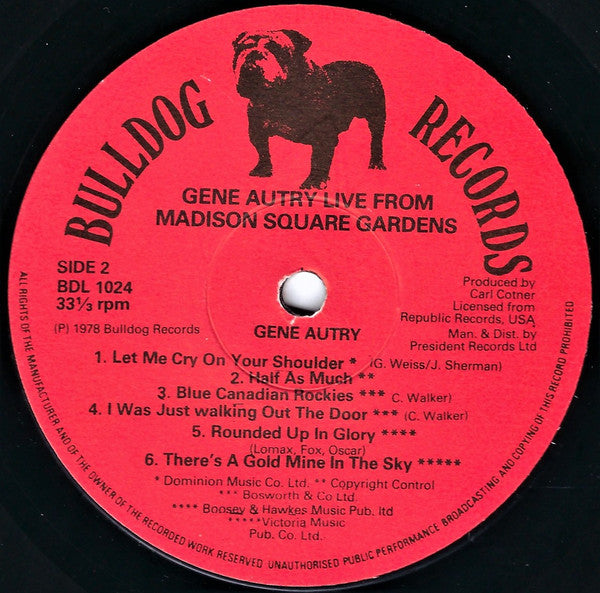 BULLDOG RECORDS
GENE AUTRY LIVE FROM
MADISON SQUARE GARDENS
SIDE 2
BDL 1024
33⅓ rpm
(P) 1978 Bulldog Records
Produced by
Carl Cotner
Licensed from
Republic Records, USA
Man. & Dist. by
President Records Ltd
GENE AUTRY
1. Let Me Cry On Your Shoulder * (G. Weiss/J. Sherman)
2. Half As Much **
3. Blue Canadian Rockies *** (C. Walker)
4. I Was Just walking Out The Door *** (C. Walker)
5. Rounded Up In Glory ****
(Lomax, Fox, Oscar)
6. There's A Gold Mine In The Sky *****
* Dominion Music Co. Ltd. ** Copyright Control
*** Bosworth & Co Ltd.
**** Boosey & Hawkes Music Pub. ltd
*****Victoria Music
Pub. Co. Ltd.
ALL RIGHTS OF THE MANUFACTURER AND OF THE OWNER OF THE RECORDED WORK RESERVED UNAUTHORISED PUBLIC PERFORMANCE BROADCASTING AND COPYING OF THIS RECORD PROHIBITED